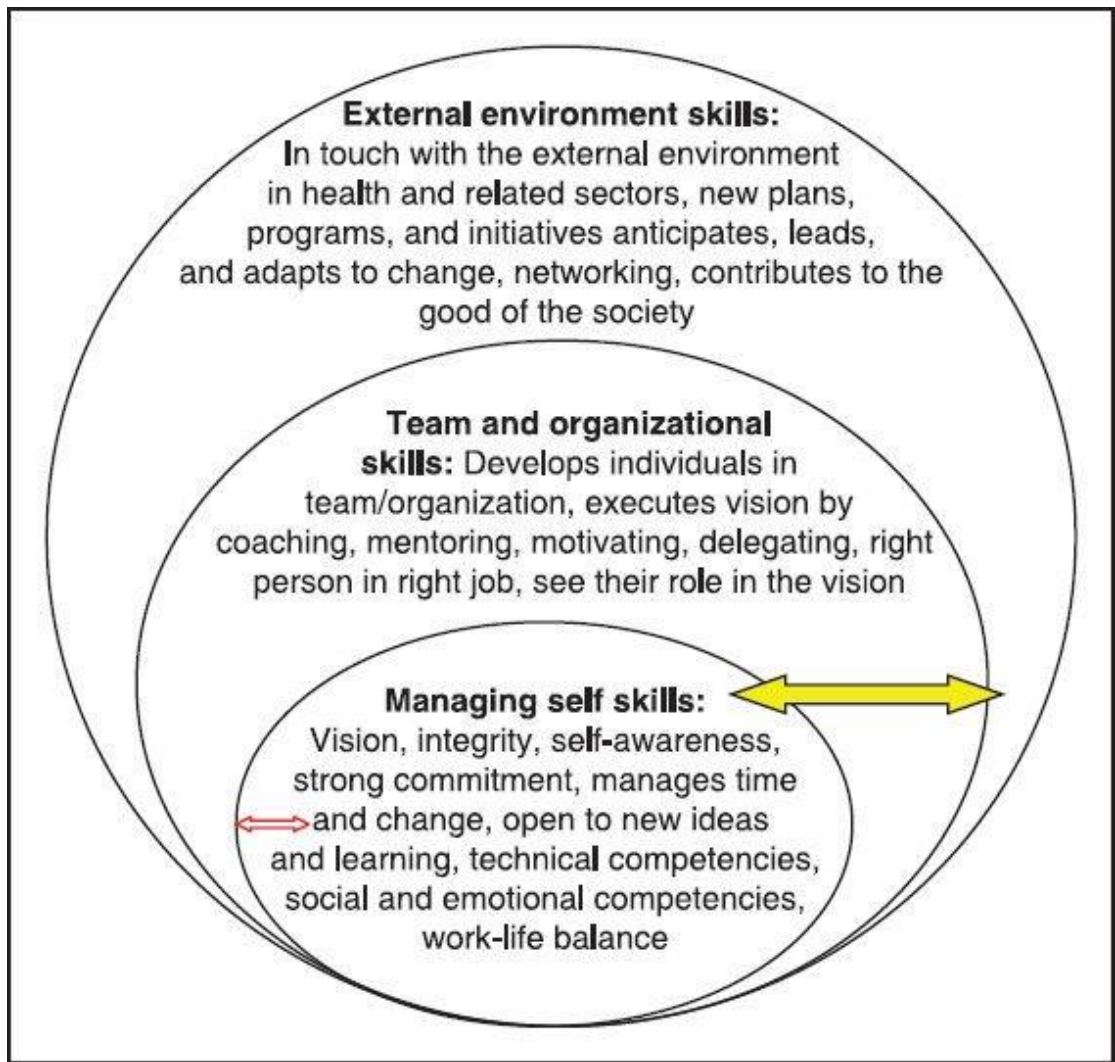 External environment skills:
In touch with the external environment
in health and related sectors, new plans,
programs, and initiatives anticipates, leads,
and adapts to change, networking, contributes to the
good of the society
Team and organizational
skills: Develops individuals in
team/organization, executes vision by
coaching, mentoring, motivating, delegating, right
person in right job, see their role in the vision
Managing self skills:
Vision, integrity, self-awareness,
strong commitment, manages time
and change, open to new ideas
and learning, technical competencies,
social and emotional competencies,
work-life balance